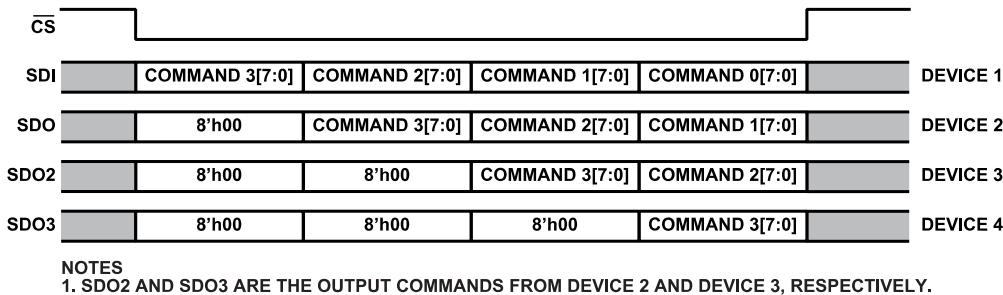 CS
SDI COMMAND 3[7:0] COMMAND 2[7:0] COMMAND 1[7:0] COMMAND 0[7:0] DEVICE 1
SDO 8'h00 COMMAND 3[7:0] COMMAND 2[7:0] COMMAND 1[7:0] DEVICE 2
SDO2 8'h00 8'h00 COMMAND 3[7:0] COMMAND 2[7:0] DEVICE 3
SDO3 8'h00 8'h00 8'h00 COMMAND 3[7:0] DEVICE 4
NOTES
1. SDO2 AND SDO3 ARE THE OUTPUT COMMANDS FROM DEVICE 2 AND DEVICE 3, RESPECTIVELY.